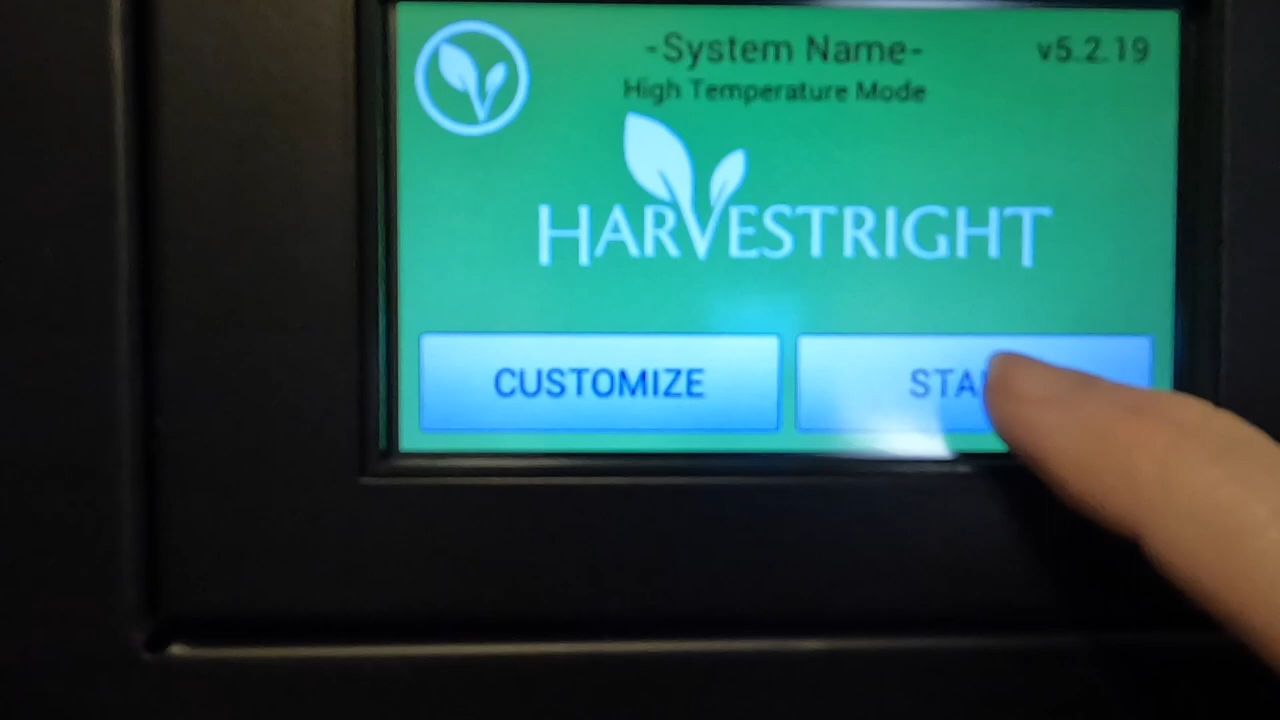 -System Name-
v5.2.19
High Temperature Mode
HARVESTRIGHT
CUSTOMIZE
STA